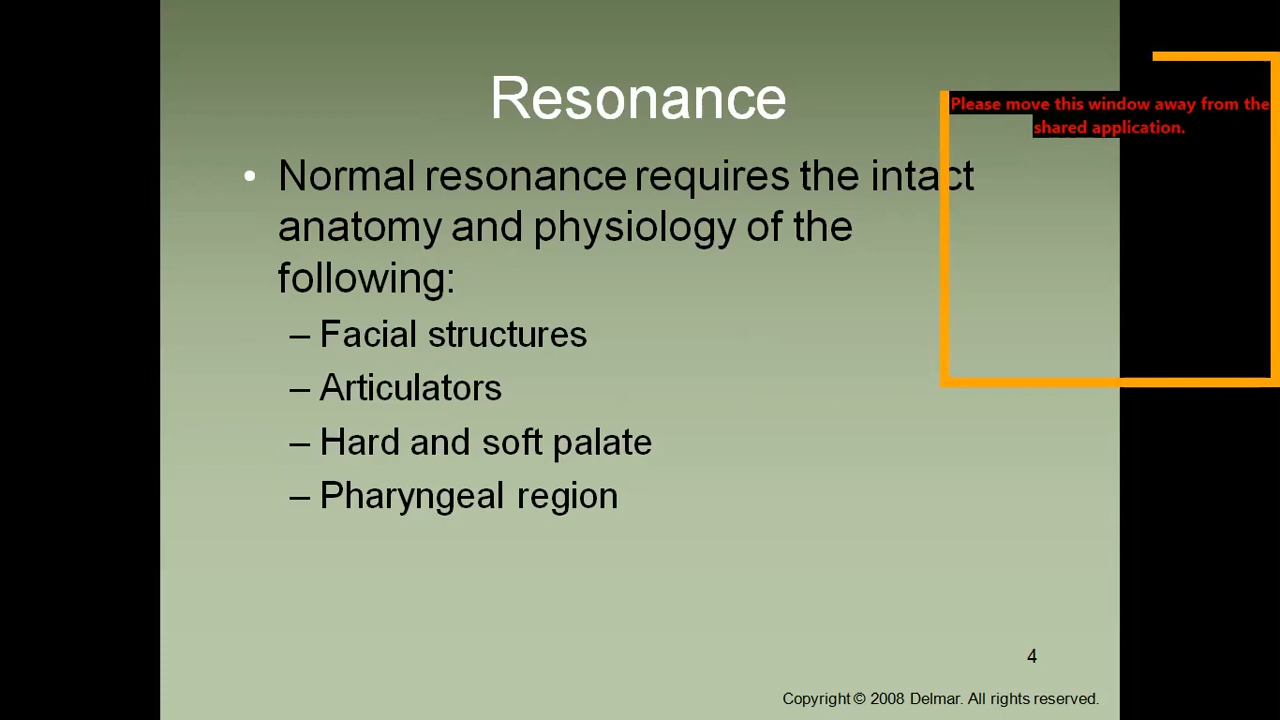 Resonance
Please move this window away from the
shared application.
• Normal resonance requires the intact
anatomy and physiology of the
following:
– Facial structures
– Articulators
– Hard and soft palate
– Pharyngeal region
4
Copyright © 2008 Delmar. All rights reserved.